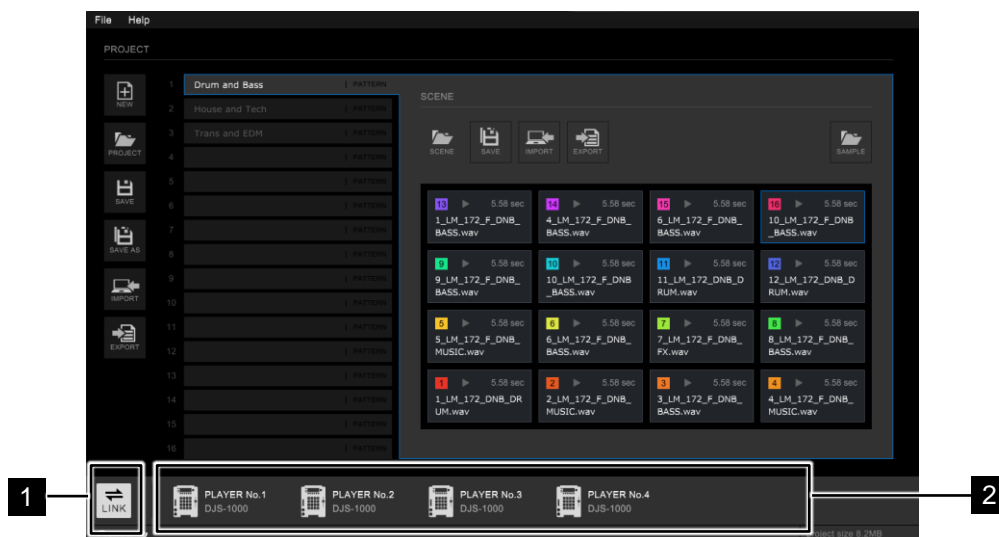 File Help
PROJECT
NEW
PROJECT
SAVE
SAVE AS
IMPORT
EXPORT
1 Drum and Bass | PATTERN
2 House and Tech | PATTERN
3 Trans and EDM | PATTERN
4 | PATTERN
5 | PATTERN
6 | PATTERN
7 | PATTERN
8 | PATTERN
9 | PATTERN
10 | PATTERN
11 | PATTERN
12 | PATTERN
13 | PATTERN
14 | PATTERN
15 | PATTERN
16 | PATTERN
SCENE
SCENE SAVE IMPORT EXPORT SAMPLE
13 5.58 sec
1_LM_172_F_DNB_
BASS.wav
14 5.58 sec
4_LM_172_F_DNB_
BASS.wav
15 5.58 sec
6_LM_172_F_DNB_
BASS.wav
16 5.58 sec
10_LM_172_F_DNB
_BASS.wav
9 5.58 sec
9_LM_172_F_DNB_
BASS.wav
10 5.58 sec
10_LM_172_F_DNB
_BASS.wav
11 5.58 sec
11_LM_172_DNB_D
RUM.wav
12 5.58 sec
12_LM_172_DNB_D
RUM.wav
5 5.58 sec
5_LM_172_F_DNB_
MUSIC.wav
6 5.58 sec
6_LM_172_F_DNB_
BASS.wav
7 5.58 sec
7_LM_172_F_DNB_
FX.wav
8 5.58 sec
8_LM_172_F_DNB_
BASS.wav
1 5.58 sec
1_LM_172_DNB_DR
UM.wav
2 5.58 sec
2_LM_172_F_DNB_
MUSIC.wav
3 5.58 sec
3_LM_172_F_DNB_
BASS.wav
4 5.58 sec
4_LM_172_F_DNB_
MUSIC.wav
1
LINK
PLAYER No.1
DJS-1000
PLAYER No.2
DJS-1000
PLAYER No.3
DJS-1000
PLAYER No.4
DJS-1000
2
project size 8.2MB